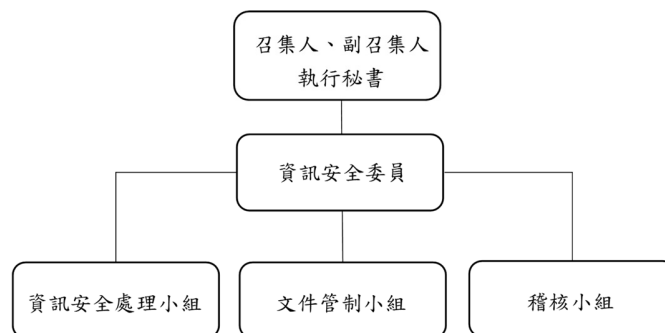 召集人、副召集人
執行秘書
資訊安全委員
資訊安全處理小組
文件管制小組
稽核小組